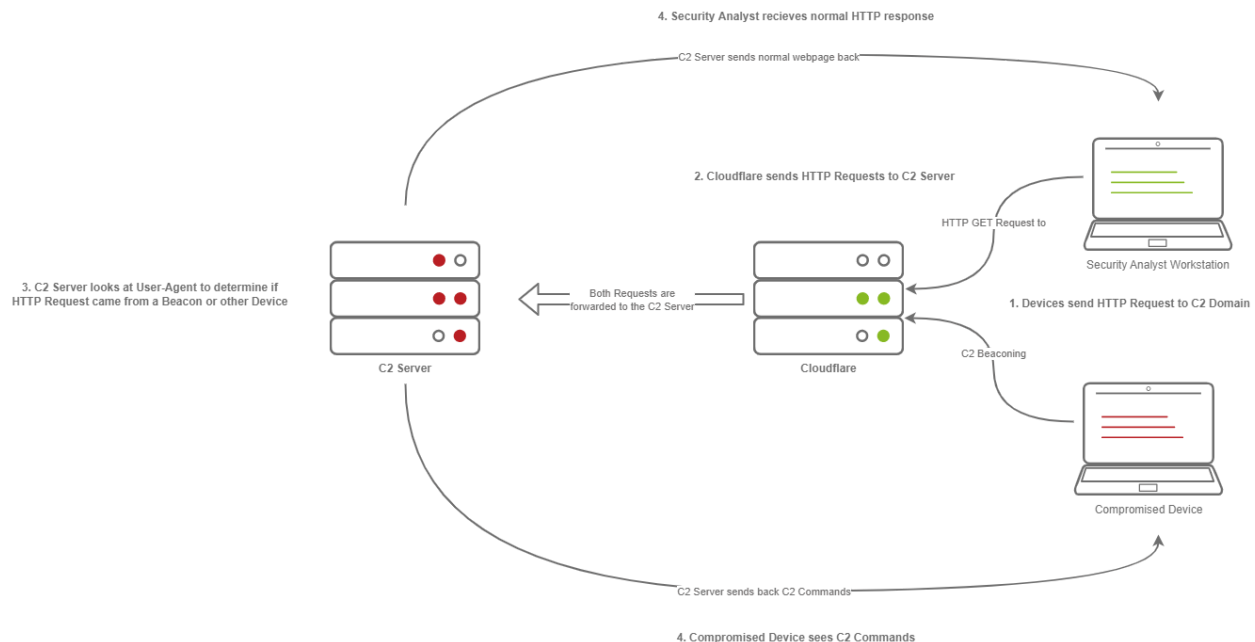 4. Security Analyst recieves normal HTTP response
C2 Server sends normal webpage back
2. Cloudflare sends HTTP Requests to C2 Server
HTTP GET Request to
Security Analyst Workstation
3. C2 Server looks at User-Agent to determine if
HTTP Request came from a Beacon or other Device
Both Requests are
forwarded to the C2 Server
1. Devices send HTTP Request to C2 Domain
C2 Server
Cloudflare
C2 Beaconing
Compromised Device
C2 Server sends back C2 Commands
4. Compromised Device sees C2 Commands